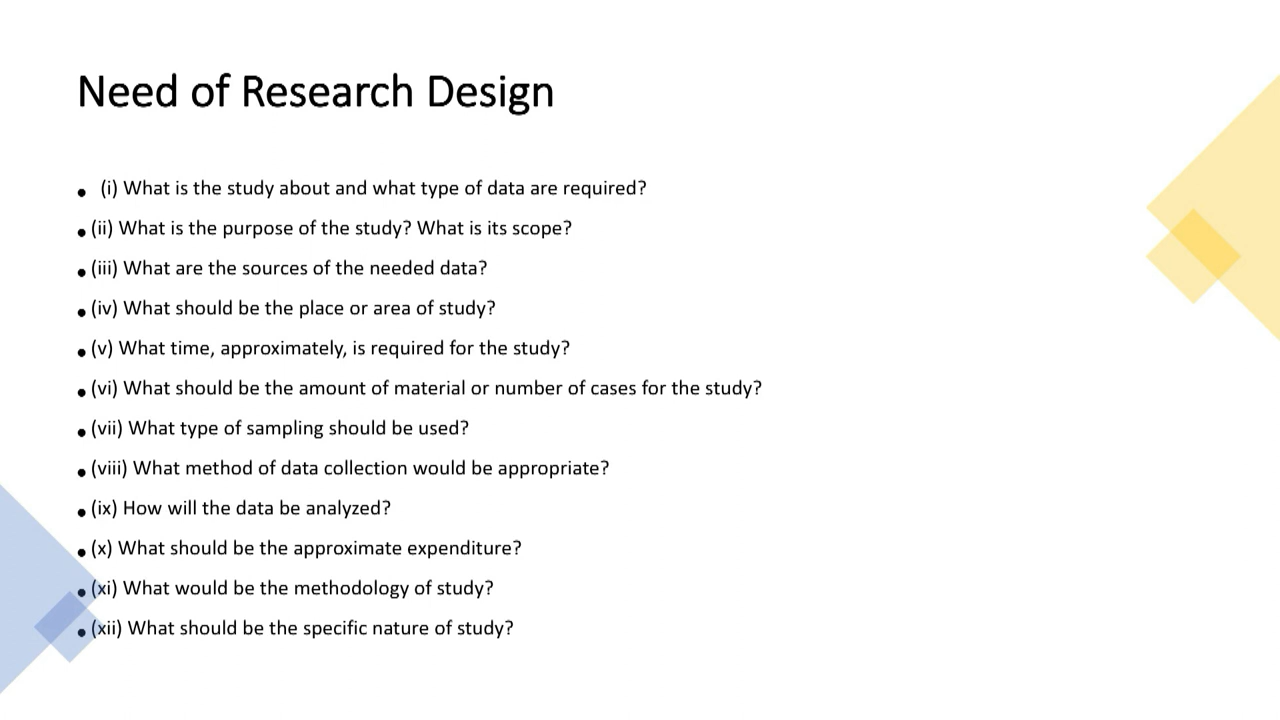 Need of Research Design
• (i) What is the study about and what type of data are required?
• (ii) What is the purpose of the study? What is its scope?
• (iii) What are the sources of the needed data?
• (iv) What should be the place or area of study?
• (v) What time, approximately, is required for the study?
• (vi) What should be the amount of material or number of cases for the study?
• (vii) What type of sampling should be used?
• (viii) What method of data collection would be appropriate?
• (ix) How will the data be analyzed?
• (x) What should be the approximate expenditure?
• (xi) What would be the methodology of study?
• (xii) What should be the specific nature of study?